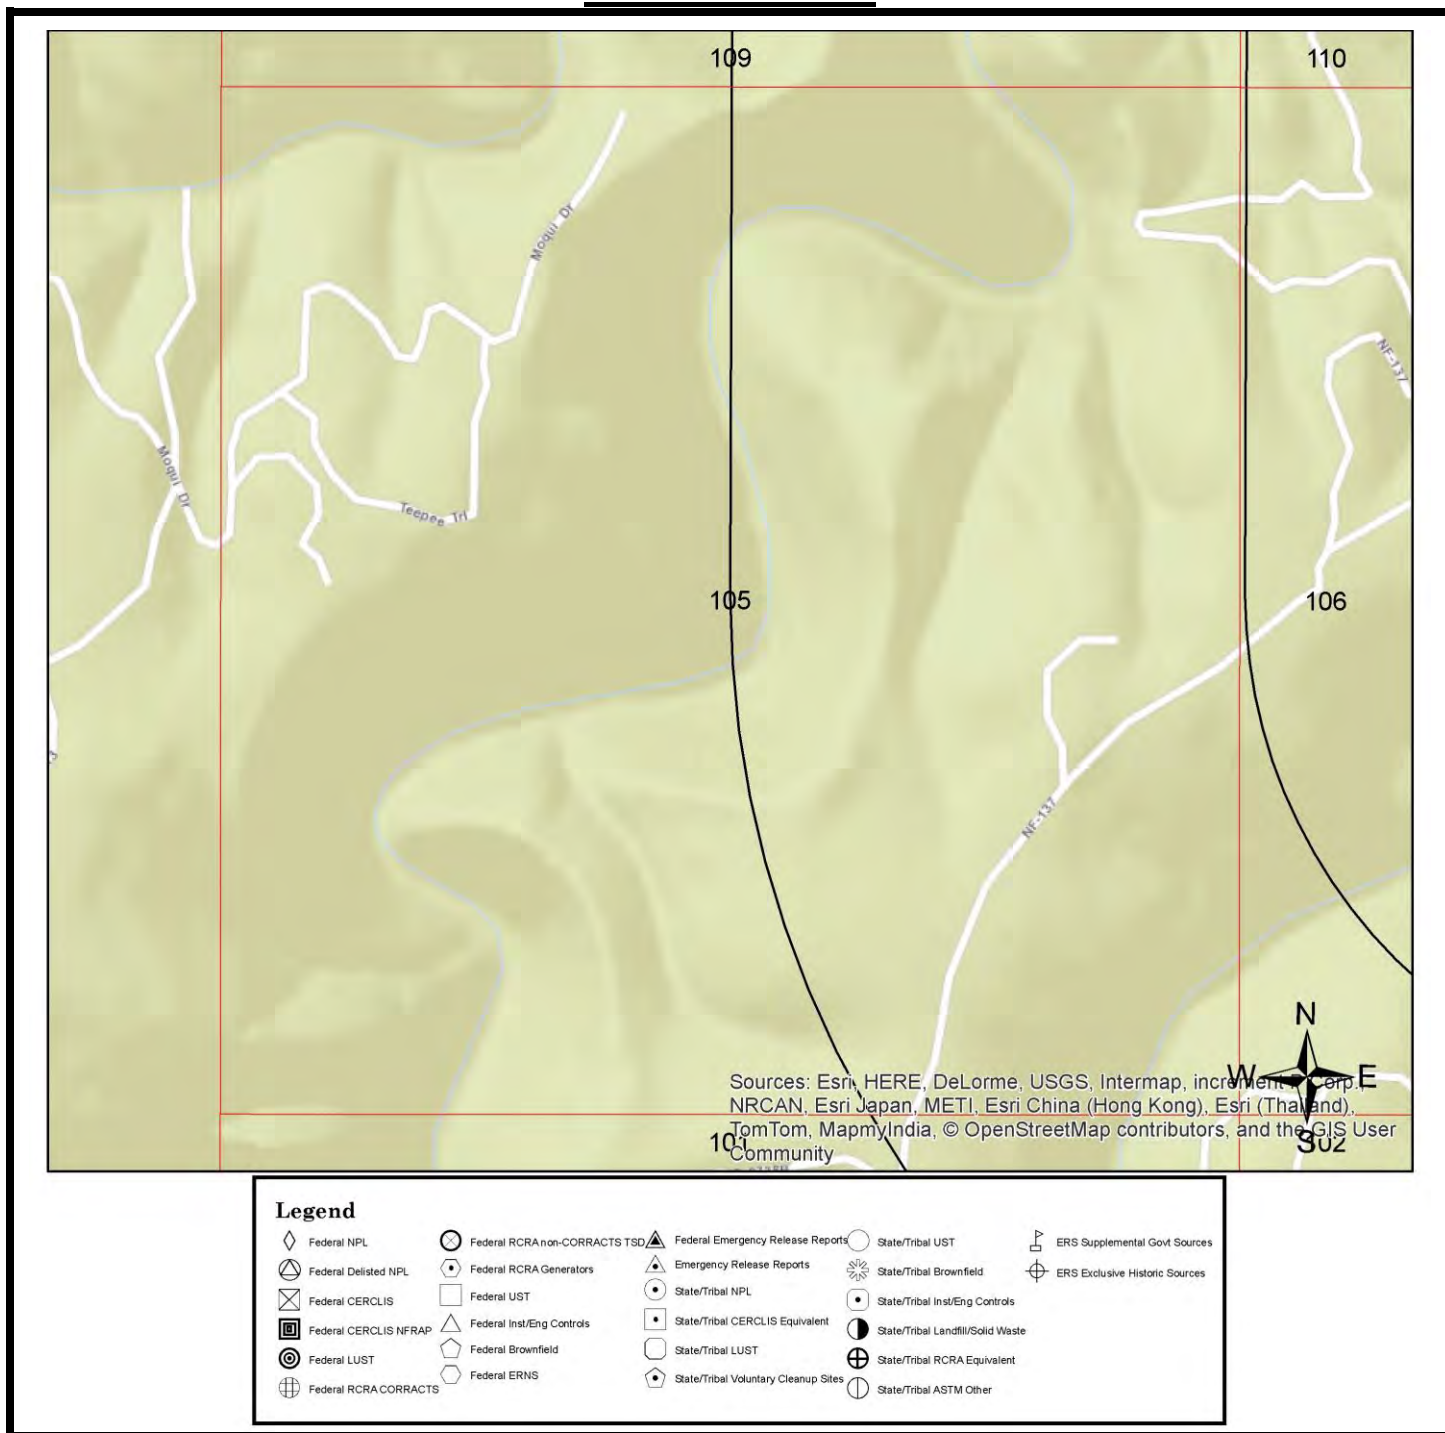 109
110
Moqui Dr
NF-137
Moqui Dr
Teepee Trl
105
106
NF-137
N
W
E
S
Sources: Esri, HERE, DeLorme, USGS, Intermap, increment P Corp.,
NRCAN, Esri Japan, METI, Esri China (Hong Kong), Esri (Thailand),
TomTom, MapmyIndia, © OpenStreetMap contributors, and the GIS User
Community
101
102
Legend
Federal NPL
Federal Delisted NPL
Federal CERCLIS
Federal CERCLIS NFRAP
Federal LUST
Federal RCRA CORRACTS
Federal RCRA non-CORRACTS TSD
Federal RCRA Generators
Federal UST
Federal Inst/Eng Controls
Federal Brownfield
Federal ERNS
Federal Emergency Release Reports
Emergency Release Reports
State/Tribal NPL
State/Tribal CERCLIS Equivalent
State/Tribal LUST
State/Tribal Voluntary Cleanup Sites
State/Tribal UST
State/Tribal Brownfield
State/Tribal Inst/Eng Controls
State/Tribal Landfill/Solid Waste
State/Tribal RCRA Equivalent
State/Tribal ASTM Other
ERS Supplemental Govt Sources
ERS Exclusive Historic Sources